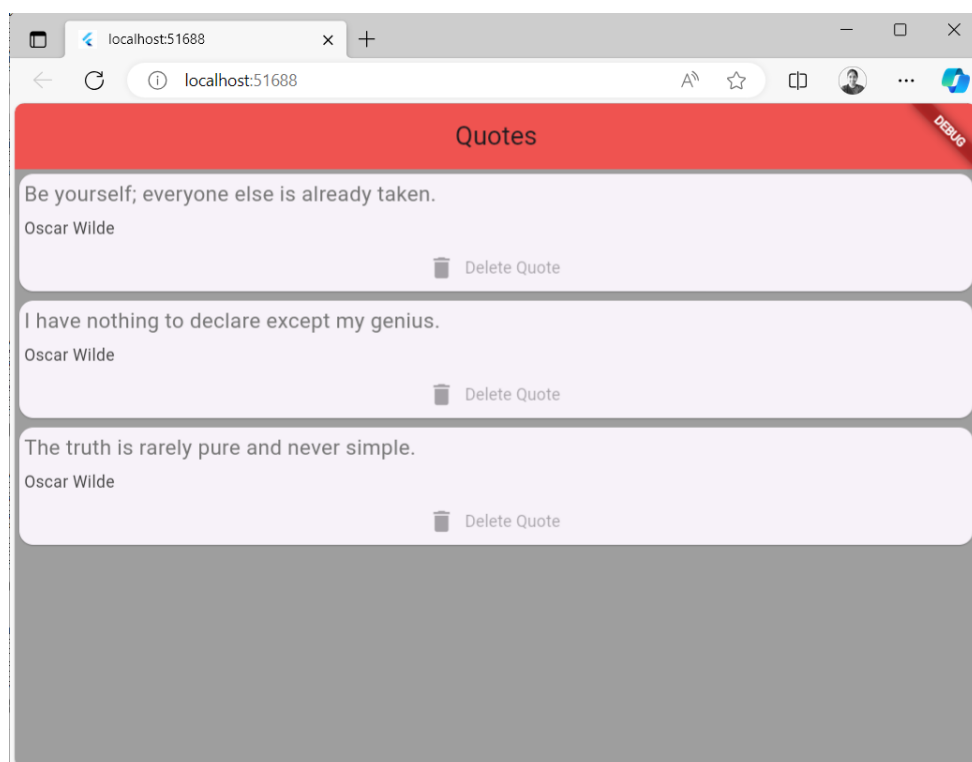 localhost:51688
localhost:51688
Quotes
DEBUG
Be yourself; everyone else is already taken.
Oscar Wilde
Delete Quote
I have nothing to declare except my genius.
Oscar Wilde
Delete Quote
The truth is rarely pure and never simple.
Oscar Wilde
Delete Quote